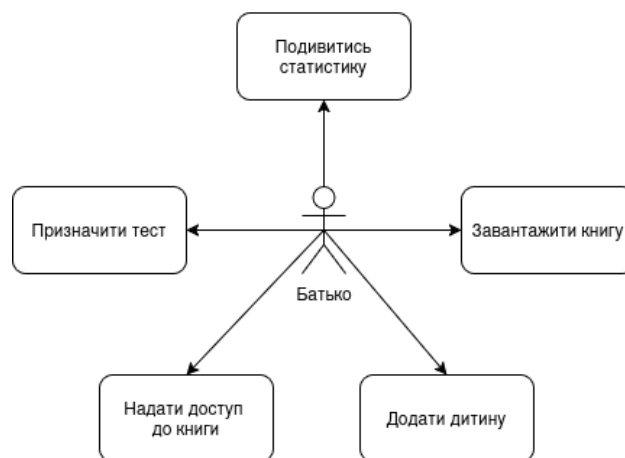 Подивитись
статистику
Призначити тест
Завантажити книгу
Батько
Надати доступ
до книги
Додати дитину